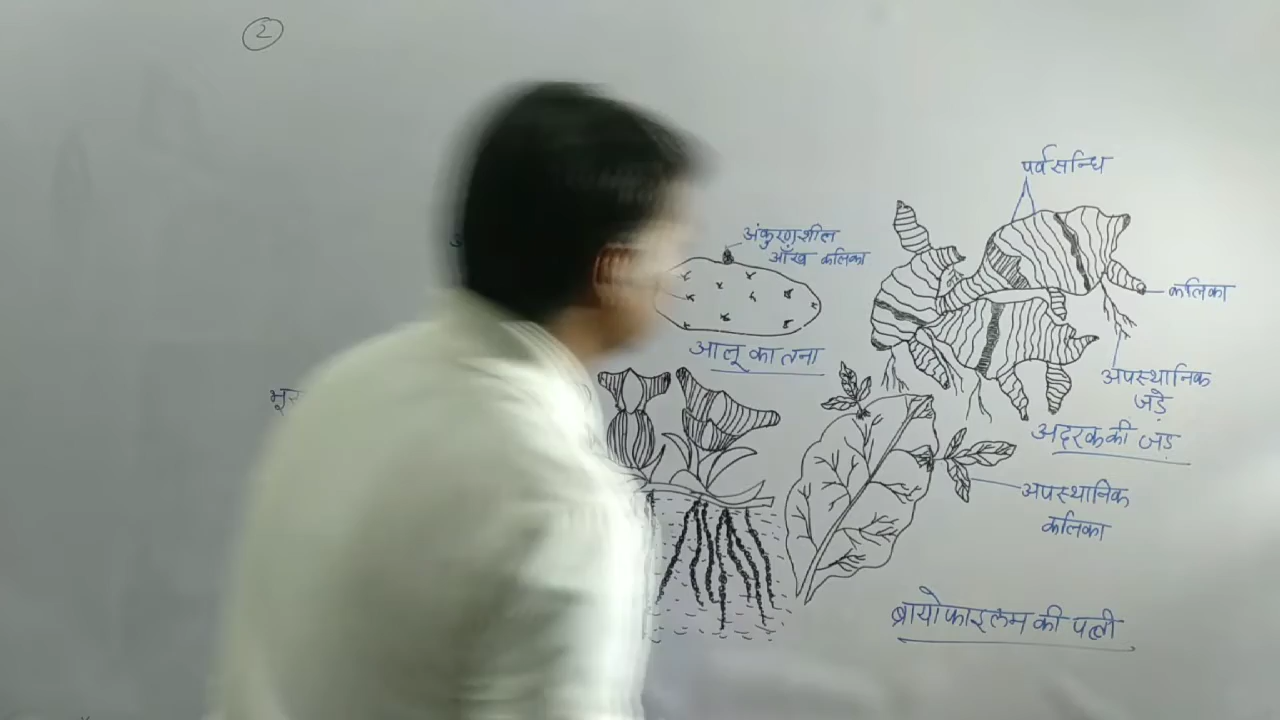 2
पर्वसन्धि
अंकुरणशील
आँख कलिका
कलिका
आलू का तना
अपस्थानिक
जड़ें
अदरक की जड़
अपस्थानिक
कलिका
ब्रायोफाइलम की पत्ती